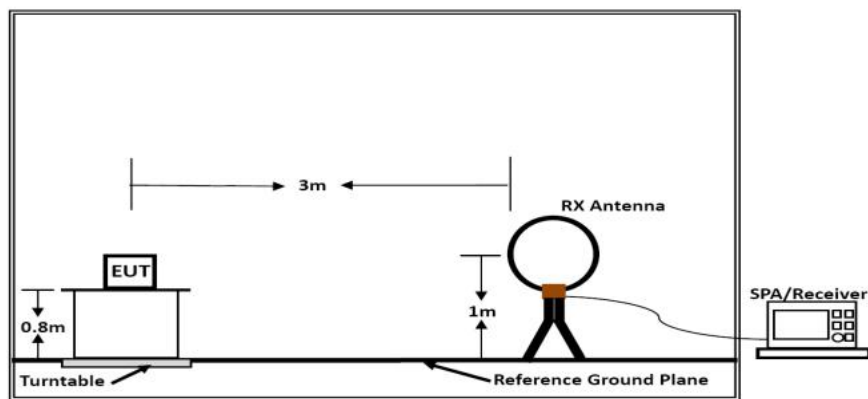 3m
RX Antenna
EUT
SPA/Receiver
0.8m
1m
Turntable
Reference Ground Plane